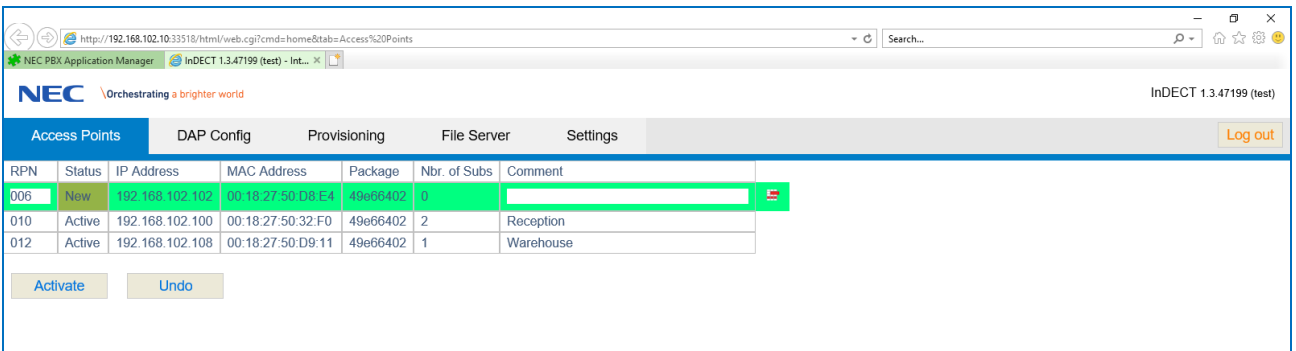 http://192.168.102.10:33518/html/web.cgi?cmd=home&tab=Access%20Points Search...
NEC PBX Application Manager InDECT 1.3.47199 (test) - Int...
NEC \Orchestrating a brighter world InDECT 1.3.47199 (test)
Access Points DAP Config Provisioning File Server Settings Log out
RPN Status IP Address MAC Address Package Nbr. of Subs Comment
006 New 192.168.102.102 00:18:27:50:D8:E4 49e66402 0
010 Active 192.168.102.100 00:18:27:50:32:F0 49e66402 2 Reception
012 Active 192.168.102.108 00:18:27:50:D9:11 49e66402 1 Warehouse
Activate Undo